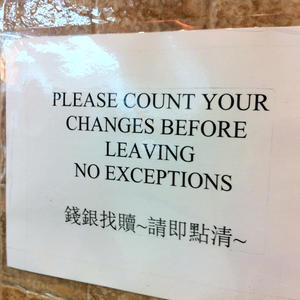 PLEASE COUNT YOUR
CHANGES BEFORE
LEAVING
NO EXCEPTIONS
錢銀找贖~請即點清~